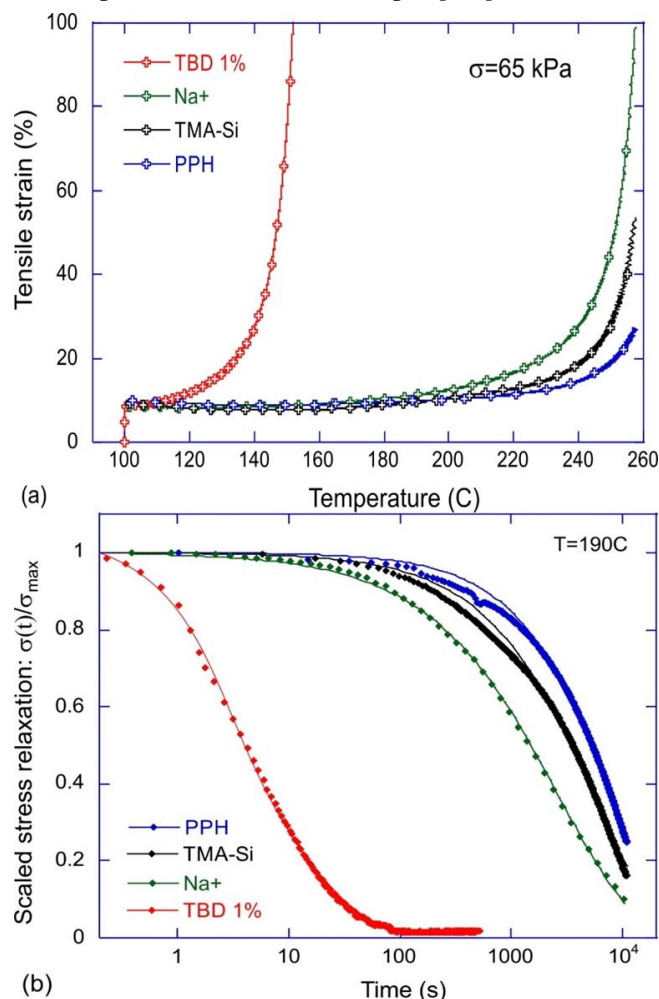 100
80
60
40
20
0
Tensile strain (%)
TBD 1%
Na+
TMA-Si
PPH
σ=65 kPa
100 120 140 160 180 200 220 240 260
(a)
Temperature (C)
T=190C
1
0.8
0.6
0.4
0.2
0
Scaled stress relaxation: σ(t)/σmax
PPH
TMA-Si
Na+
TBD 1%
1 10 100 1000 10⁴
(b)
Time (s)